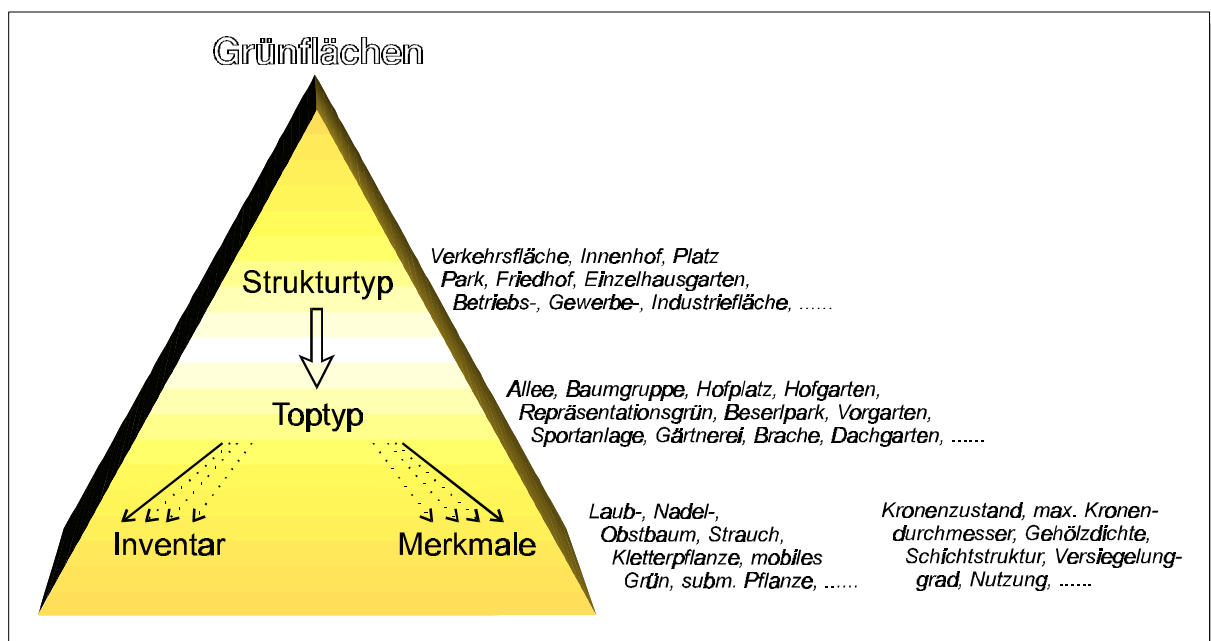 Grünflächen
Strukturtyp
Verkehrsfläche, Innenhof, Platz
Park, Friedhof, Einzelhausgarten,
Betriebs-, Gewerbe-, Industriefläche, ......
Toptyp
Allee, Baumgruppe, Hofplatz, Hofgarten,
Repräsentationsgrün, Beserlpark, Vorgarten,
Sportanlage, Gärtnerei, Brache, Dachgarten, ......
Inventar
Merkmale
Laub-, Nadel-,
Obstbaum, Strauch,
Kletterpflanze, mobiles
Grün, subm. Pflanze, ......
Kronenzustand, max. Kronen-
durchmesser, Gehölzdichte,
Schichtstruktur, Versiegelung-
grad, Nutzung, ......